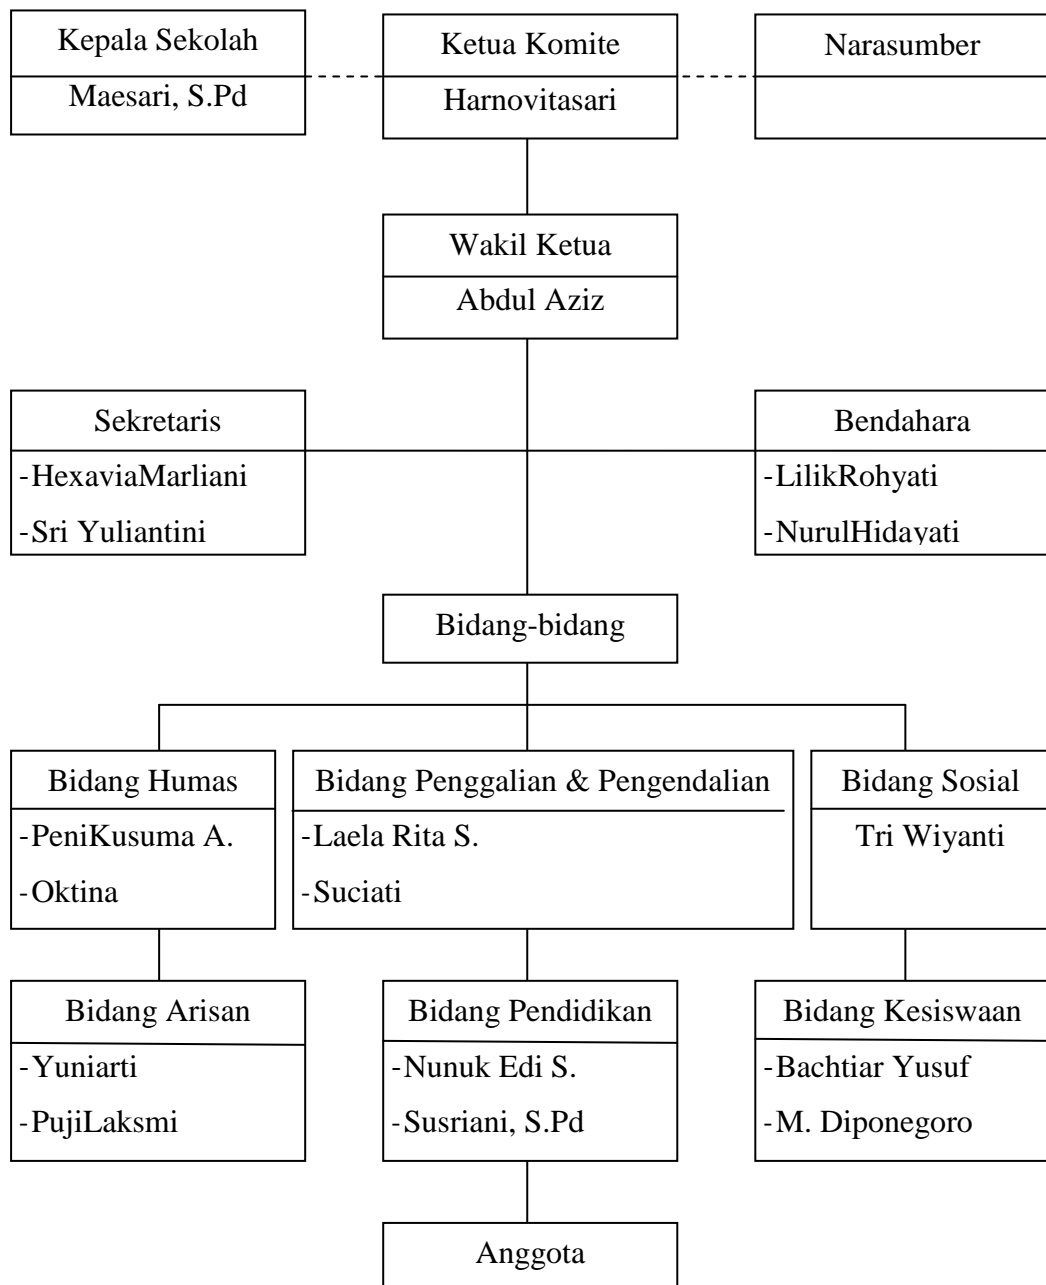 Kepala Sekolah
Maesari, S.Pd
Ketua Komite
Harnovitasari
Narasumber
Wakil Ketua
Abdul Aziz
Sekretaris
-HexaviaMarliani
-Sri Yuliantini
Bendahara
-LilikRohyati
-NurulHidayati
Bidang-bidang
Bidang Humas
-PeniKusuma A.
-Oktina
Bidang Penggalian & Pengendalian
-Laela Rita S.
-Suciati
Bidang Sosial
Tri Wiyanti
Bidang Arisan
-Yuniarti
-PujiLaksmi
Bidang Pendidikan
-Nunuk Edi S.
-Susriani, S.Pd
Bidang Kesiswaan
-Bachtiar Yusuf
-M. Diponegoro
Anggota